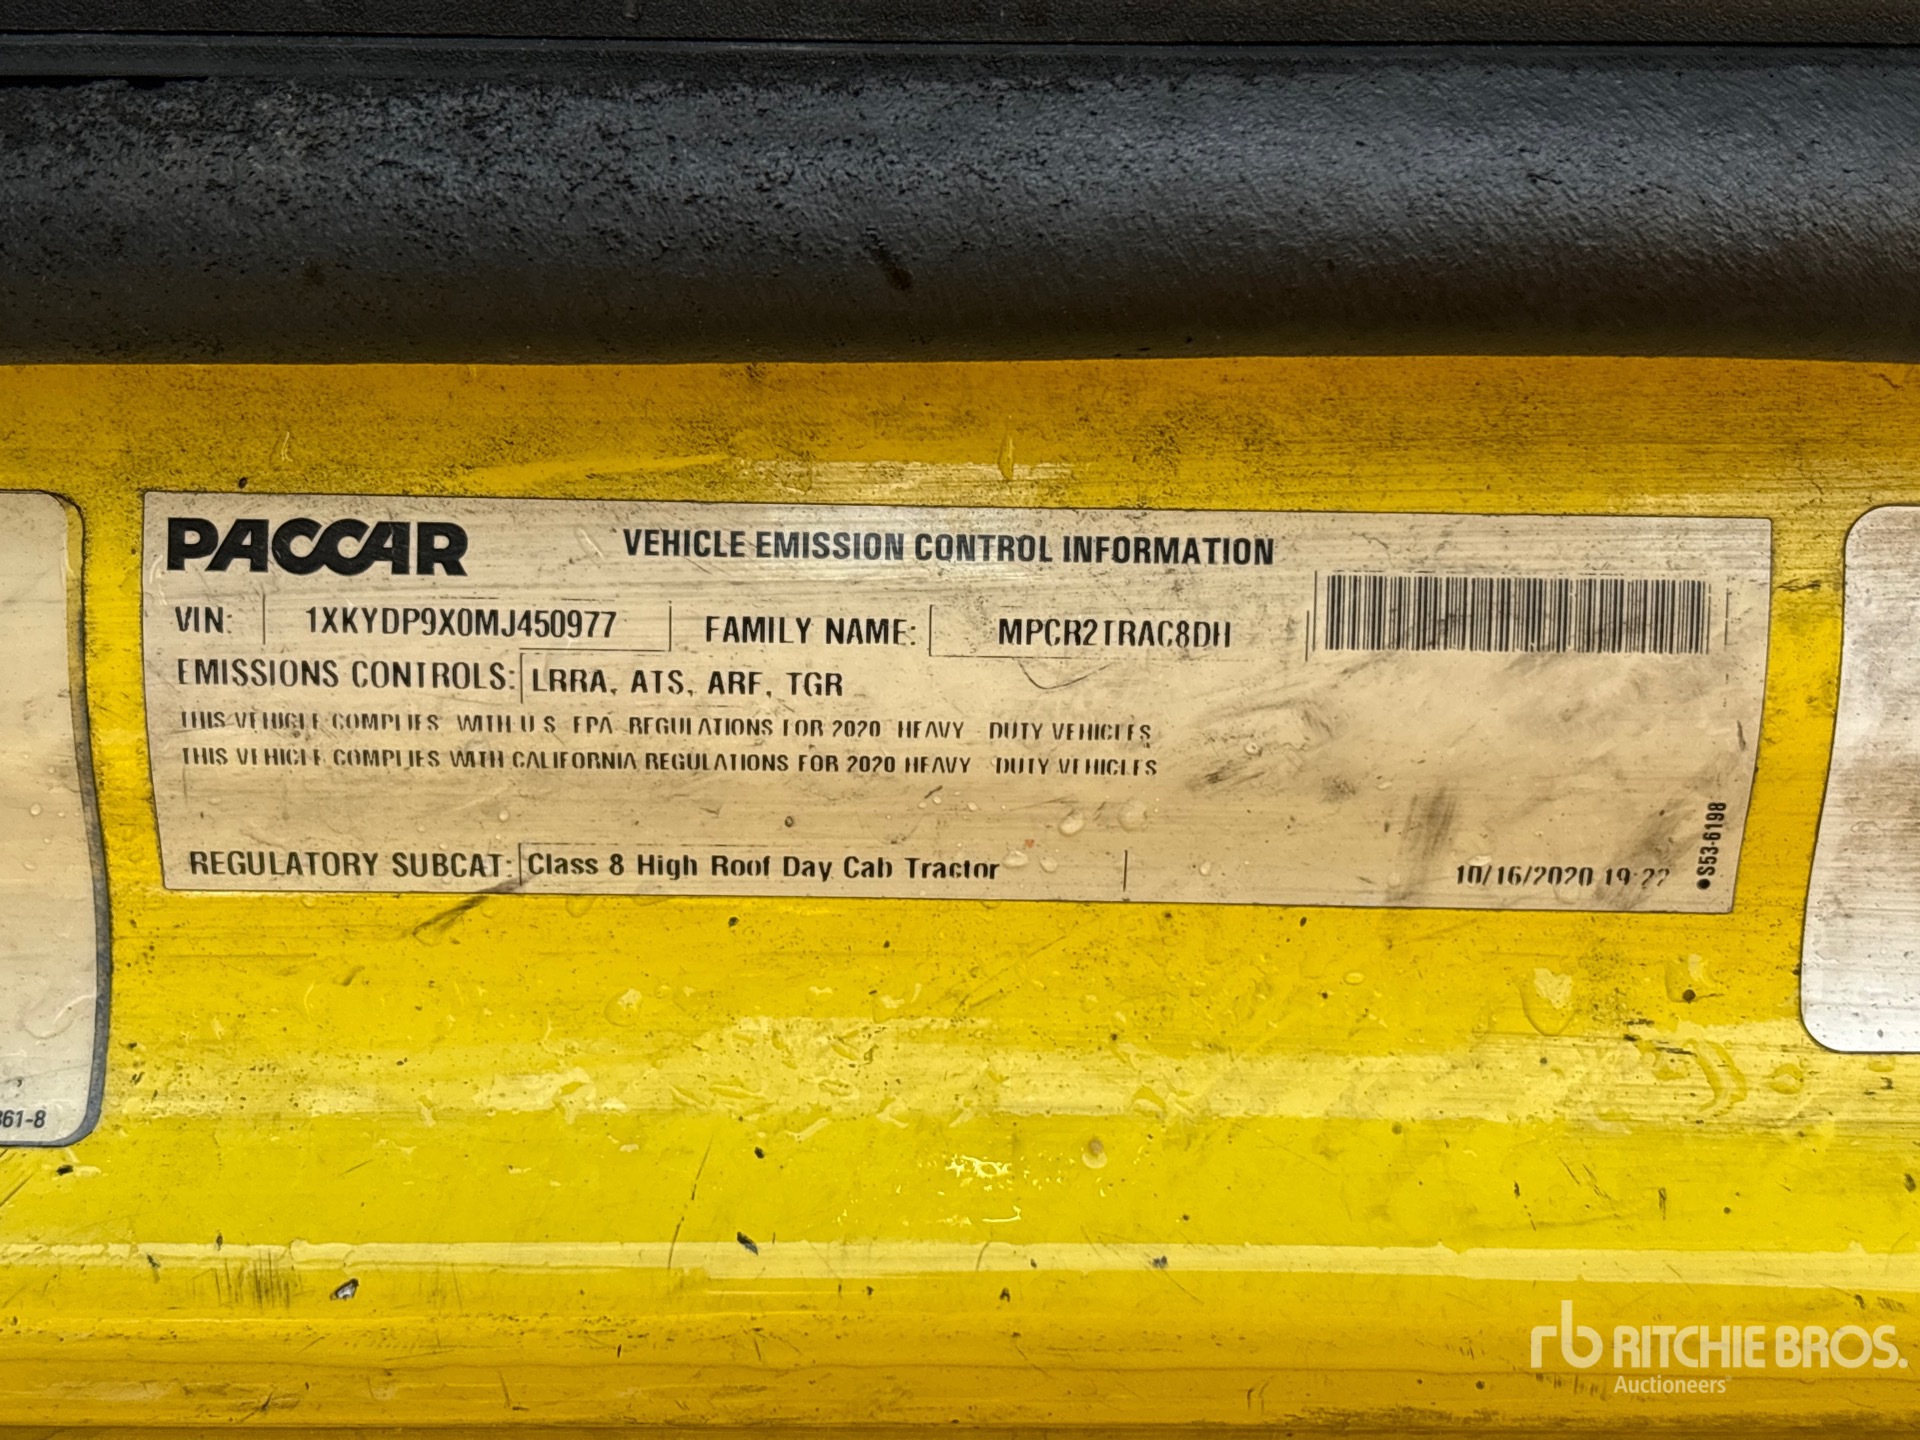 PACCAR VEHICLE EMISSION CONTROL INFORMATION
VIN: 1XKYDP9X0MJ450977 FAMILY NAME: MPCR2TRAC8DH
EMISSIONS CONTROLS: LRRA, ATS, ARF, TGR
THIS VEHICLE COMPLIES WITH U.S. EPA REGULATIONS FOR 2020 HEAVY - DUTY VEHICLES
THIS VEHICLE COMPLIES WITH CALIFORNIA REGULATIONS FOR 2020 HEAVY DUTY VEHICLES
REGULATORY SUBCAT: Class 8 High Roof Day Cab Tractor 10/16/2020 19:22
●S53-6198
361-8
rb RITCHIE BROS.
Auctioneers